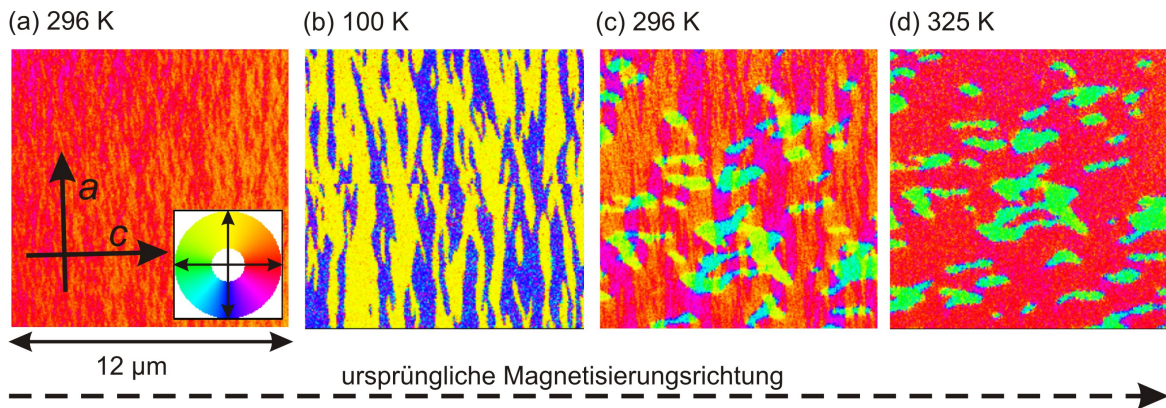 (a) 296 K
(b) 100 K
(c) 296 K
(d) 325 K
a
c
12 µm
ursprüngliche Magnetisierungsrichtung